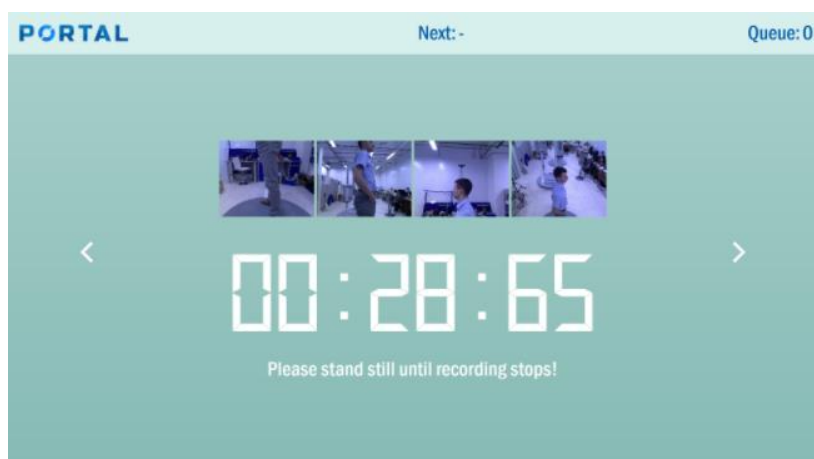 PORTAL
Next: -
Queue: 0
00:28:65
Please stand still until recording stops!